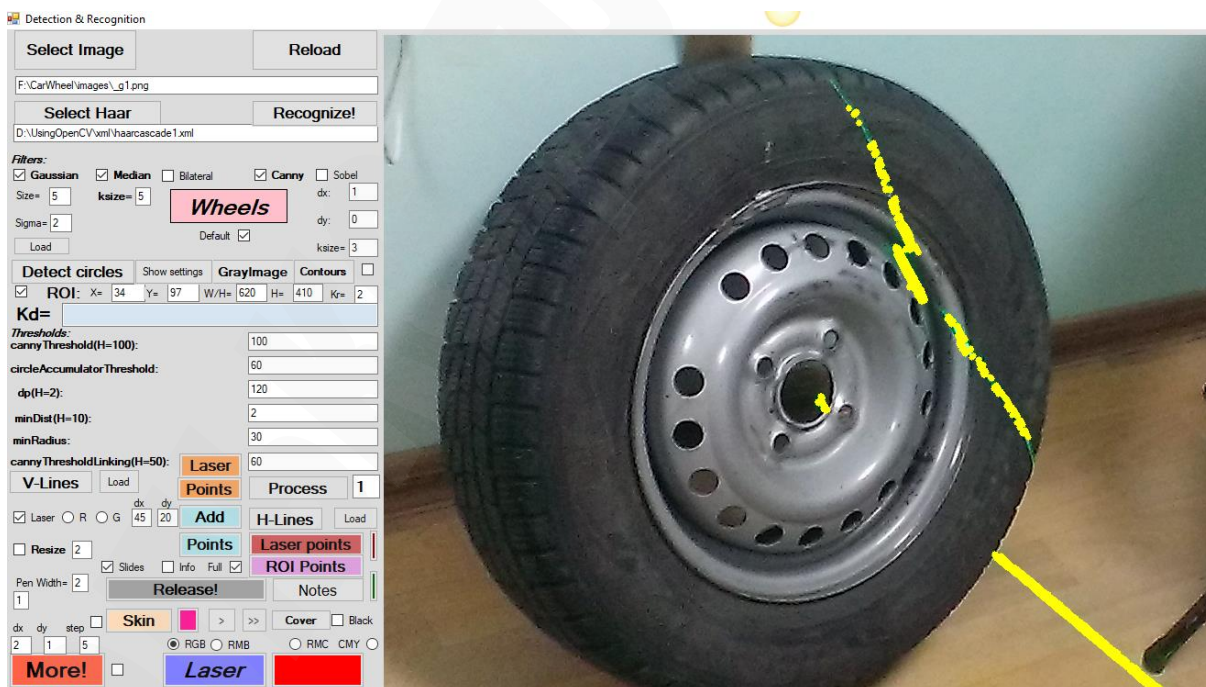 Detection & Recognition
Select Image Reload
F:\CarWheel\images\_g1.png
Select Haar Recognize!
D:\UsingOpenCV\xml\haarcascade1.xml
Filters:
Gaussian Median Bilateral Canny Sobel
Size= 5 ksize= 5 Wheels dx: 1
Sigma= 2 dy: 0
Default
Load ksize= 3
Detect circles Show settings GrayImage Contours
ROI: X= 34 Y= 97 W/H= 620 H= 410 Kr= 2
Kd=
Thresholds:
cannyThreshold(H=100): 100
circleAccumulatorThreshold: 60
dp(H=2): 120
minDist(H=10): 2
minRadius: 30
cannyThresholdLinking(H=50): 60
V-Lines Load Laser Points Process 1
dx dy
Laser R G 45 20 Add Points H-Lines Load
Resize 2 Laser points
Slides Info Full ROI Points
Pen Width= 2 Release! Notes
1
dx dy step Skin > >> Cover Black
2 1 5 RGB RMB RMC CMY
More! Laser